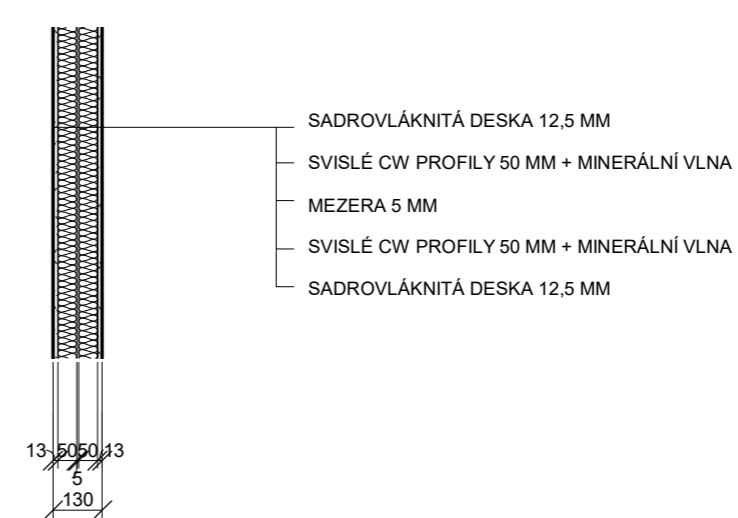 SADROVLÁKNITÁ DESKA 12,5 MM
SVISLÉ CW PROFILY 50 MM + MINERÁLNÍ VLNA
MEZERA 5 MM
SVISLÉ CW PROFILY 50 MM + MINERÁLNÍ VLNA
SADROVLÁKNITÁ DESKA 12,5 MM
13 50 50 13
5
130